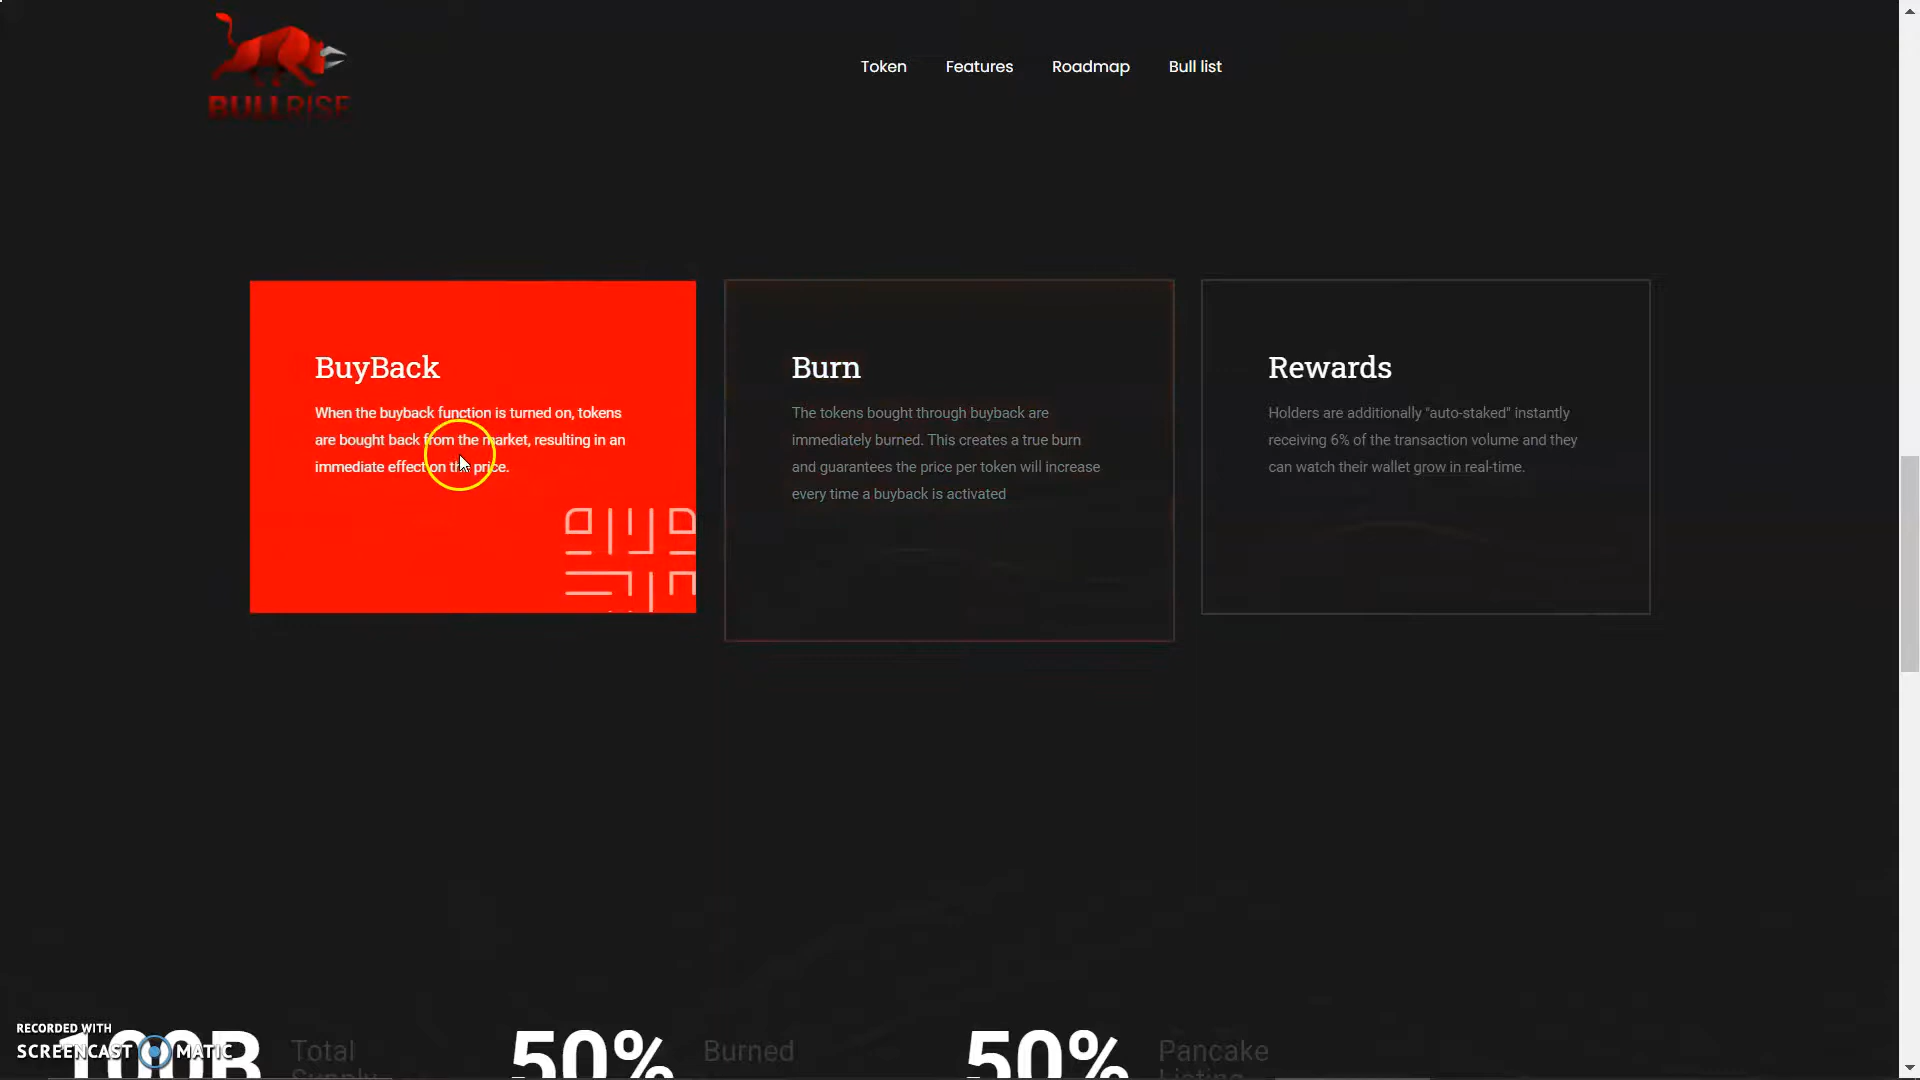 BULLRISE
Token Features Roadmap Bull list
BuyBack
When the buyback function is turned on, tokens
are bought back from the market, resulting in an
immediate effect on the price.
Burn
The tokens bought through buyback are
immediately burned. This creates a true burn
and guarantees the price per token will increase
every time a buyback is activated
Rewards
Holders are additionally "auto-staked" instantly
receiving 6% of the transaction volume and they
can watch their wallet grow in real-time.
100B Total
Supply
50% Burned
50% Pancake
Listing
RECORDED WITH
SCREENCAST MATIC